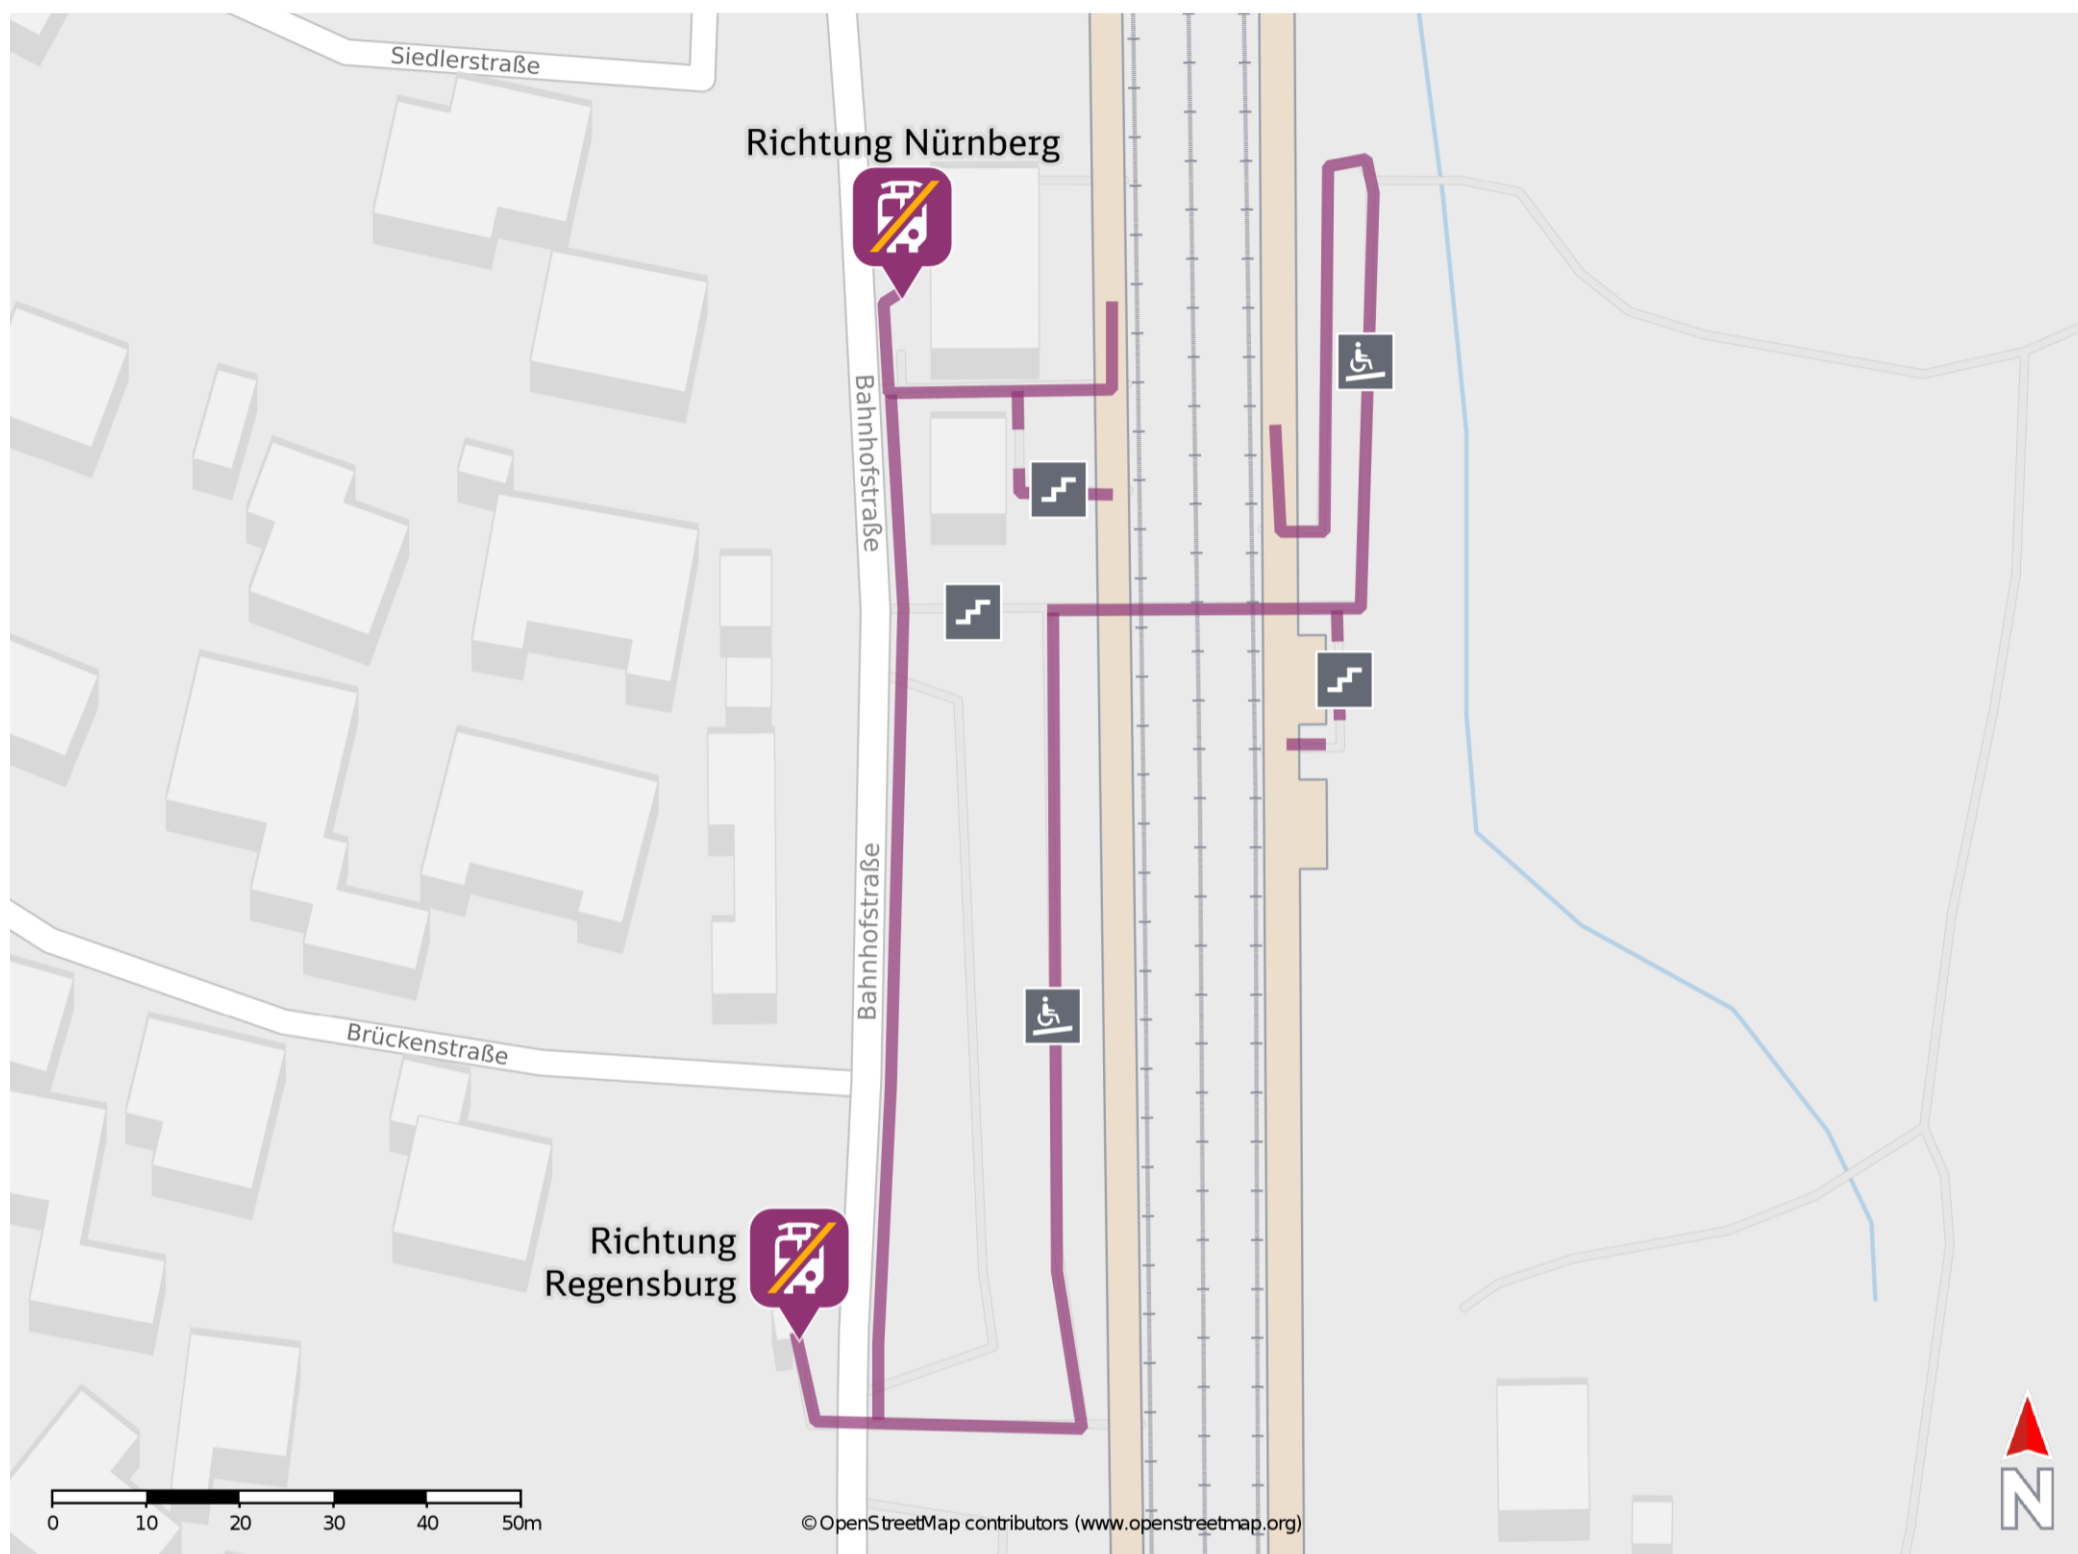 Siedlerstraße
Richtung Nürnberg
Bahnhofstraße
Bahnhofstraße
Brückenstraße
Richtung
Regensburg
N
0 10 20 30 40 50m
©OpenStreetMap contributors (www.openstreetmap.org)